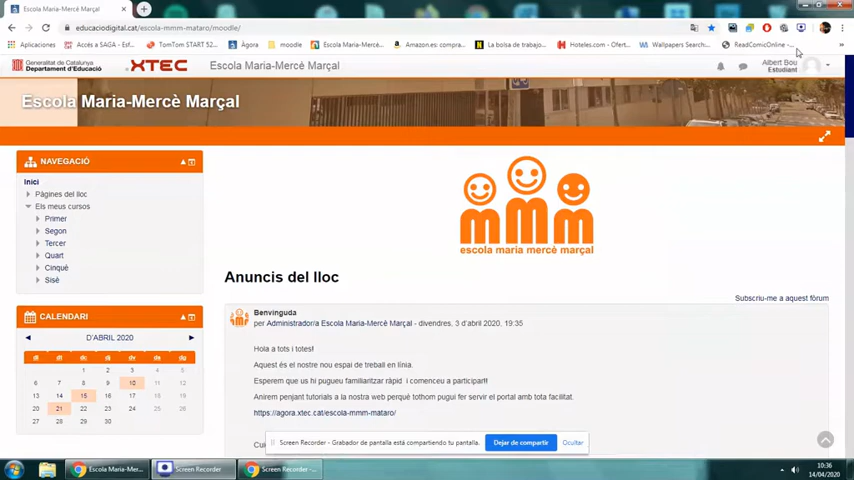 Escola Maria-Mercè Marçal
educaciodigital.cat/escola-mmm-mataro/moodle/
Aplicaciones
Accés a SAGA - Esf...
TomTom START 52...
Àgora
moodle
Escola Maria-Mercè...
Amazon.es: compra...
La bolsa de trabajo...
Hoteles.com - Ofert...
Wallpapers Search...
ReadComicOnline -...
Generalitat de Catalunya
Departament d'Educació
XTEC
Escola Maria-Mercè Marçal
Albert Bou
Estudiant
Escola Maria-Mercè Marçal
NAVEGACIÓ
Inici
Pàgines del lloc
Els meus cursos
Primer
Segon
Tercer
Quart
Cinquè
Sisè
CALENDARI
D'ABRIL 2020
dl dt dc dj dv ds dg
1 2 3 4 5
6 7 8 9 10 11 12
13 14 15 16 17 18 19
20 21 22 23 24 25 26
27 28 29 30
mmm
escola maria mercè marçal
Anuncis del lloc
Subscriu-me a aquest fòrum
Benvinguda
per Administrador/a Escola Maria-Mercè Marçal - divendres, 3 d'abril 2020, 19:35
Hola a tots i totes!
Aquest és el nostre nou espai de treball en línia.
Esperem que us hi pugueu familiaritzar ràpid i comenceu a participar!!
Anirem penjant tutorials a la nostra web perquè tothom pugui fer servir el portal amb tota facilitat.
https://agora.xtec.cat/escola-mmm-mataro/
Screen Recorder - Grabador de pantalla está compartiendo tu pantalla.
Dejar de compartir
Ocultar
Escola Maria-Mer...
Screen Recorder
Screen Recorder -...
10:36
14/04/2020